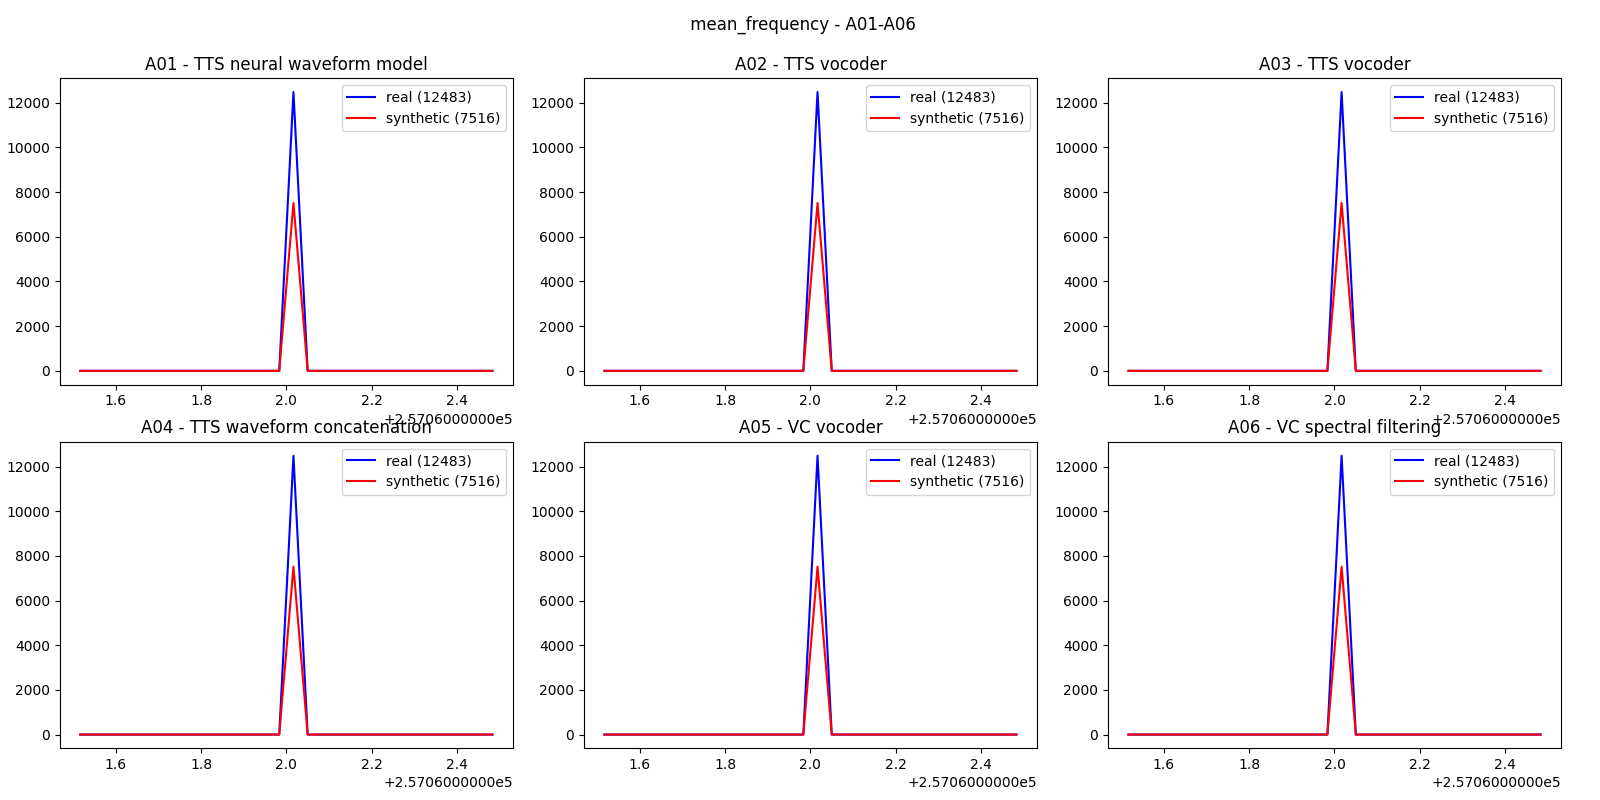 mean_frequency - A01-A06
A01 - TTS neural waveform model
12000
10000
8000
6000
4000
2000
0
real (12483)
synthetic (7516)
1.6
1.8
2.0
2.2
2.4
+2.5706000000e5
A02 - TTS vocoder
12000
10000
8000
6000
4000
2000
0
real (12483)
synthetic (7516)
1.6
1.8
2.0
2.2
2.4
+2.5706000000e5
A03 - TTS vocoder
12000
10000
8000
6000
4000
2000
0
real (12483)
synthetic (7516)
1.6
1.8
2.0
2.2
2.4
+2.5706000000e5
A04 - TTS waveform concatenation
12000
10000
8000
6000
4000
2000
0
real (12483)
synthetic (7516)
1.6
1.8
2.0
2.2
2.4
+2.5706000000e5
A05 - VC vocoder
12000
10000
8000
6000
4000
2000
0
real (12483)
synthetic (7516)
1.6
1.8
2.0
2.2
2.4
+2.5706000000e5
A06 - VC spectral filtering
12000
10000
8000
6000
4000
2000
0
real (12483)
synthetic (7516)
1.6
1.8
2.0
2.2
2.4
+2.5706000000e5